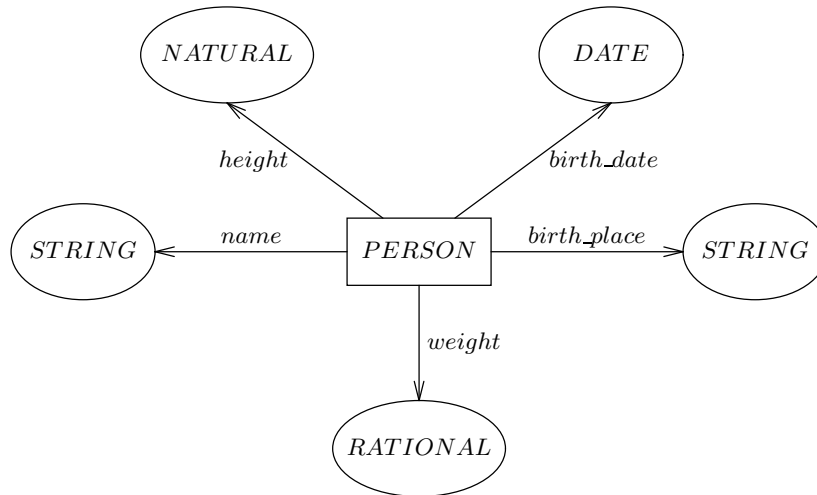 NATURAL
DATE
height
birth_date
STRING
name
PERSON
birth_place
STRING
weight
RATIONAL